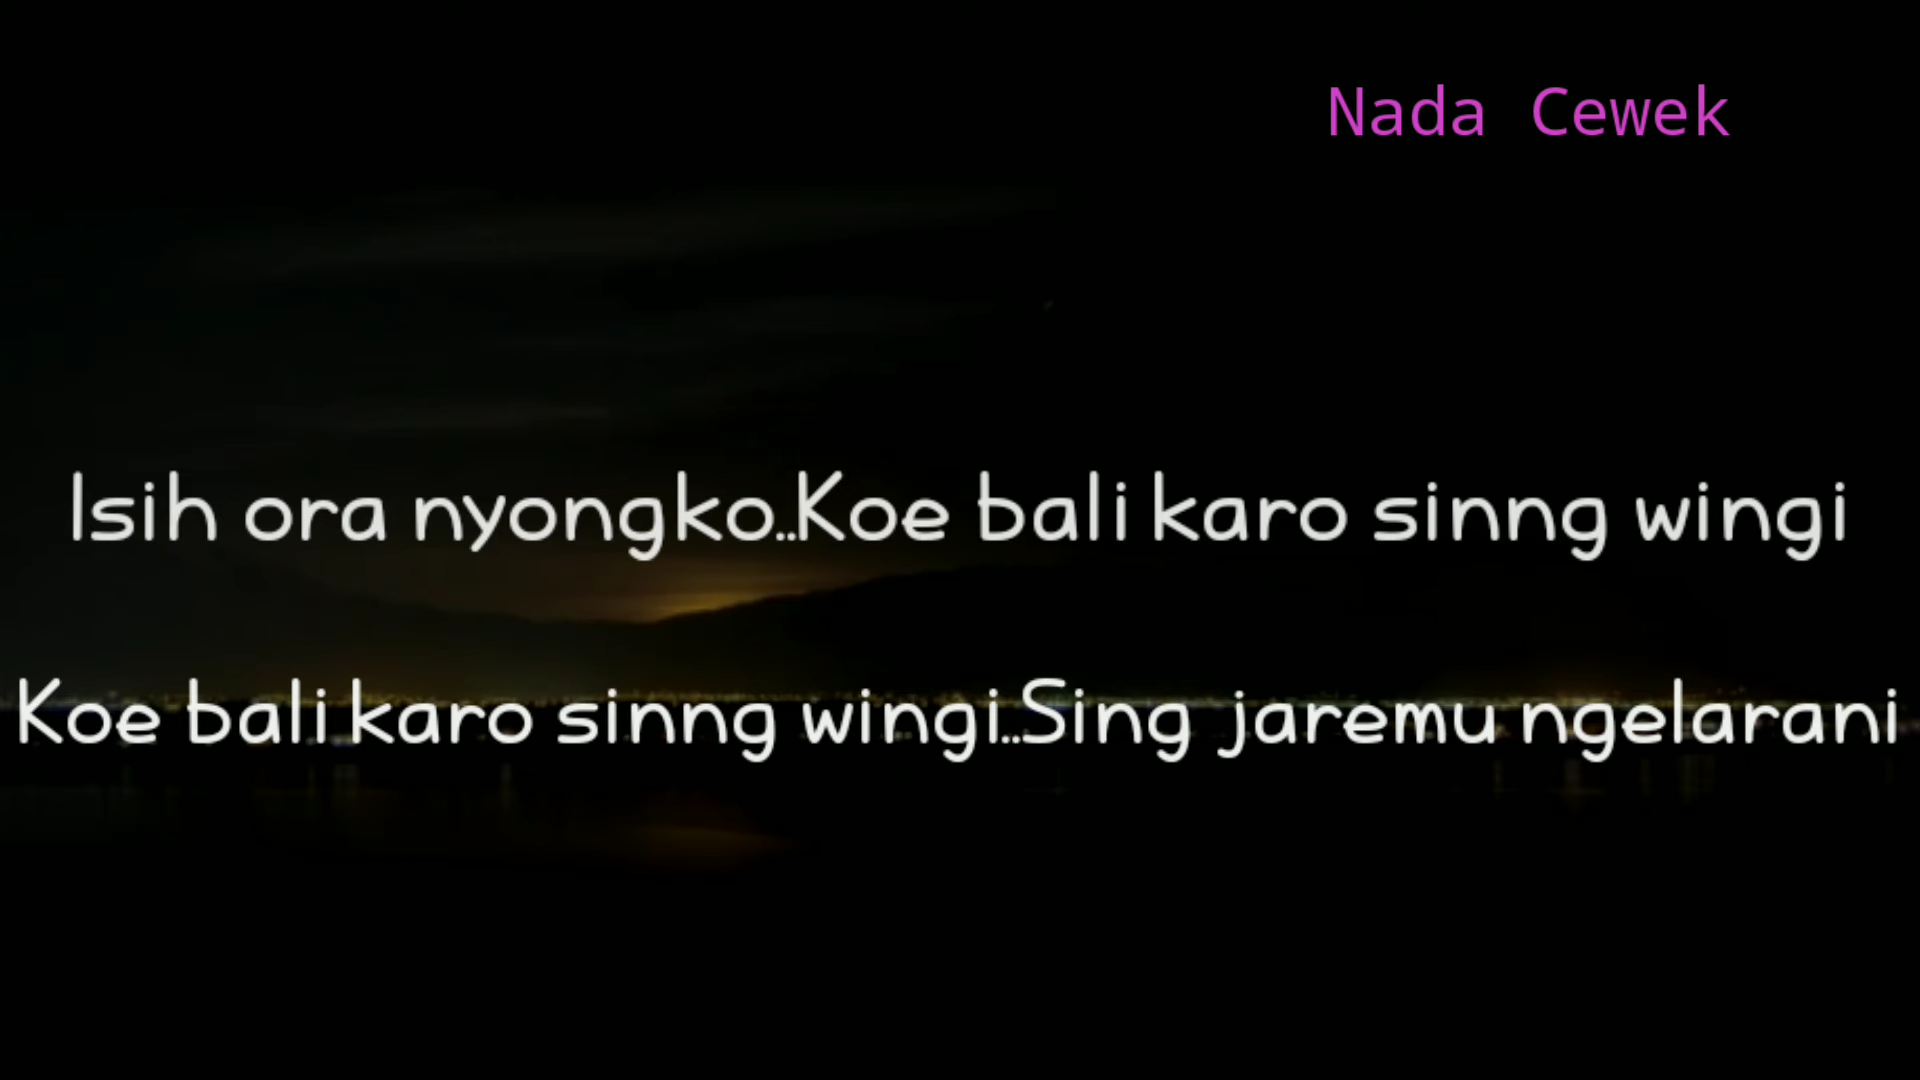 Nada Cewek
Isih ora nyongko..Koe bali karo sinng wingi
Koe bali karo sinng wingi...Sing jaremu ngelarani